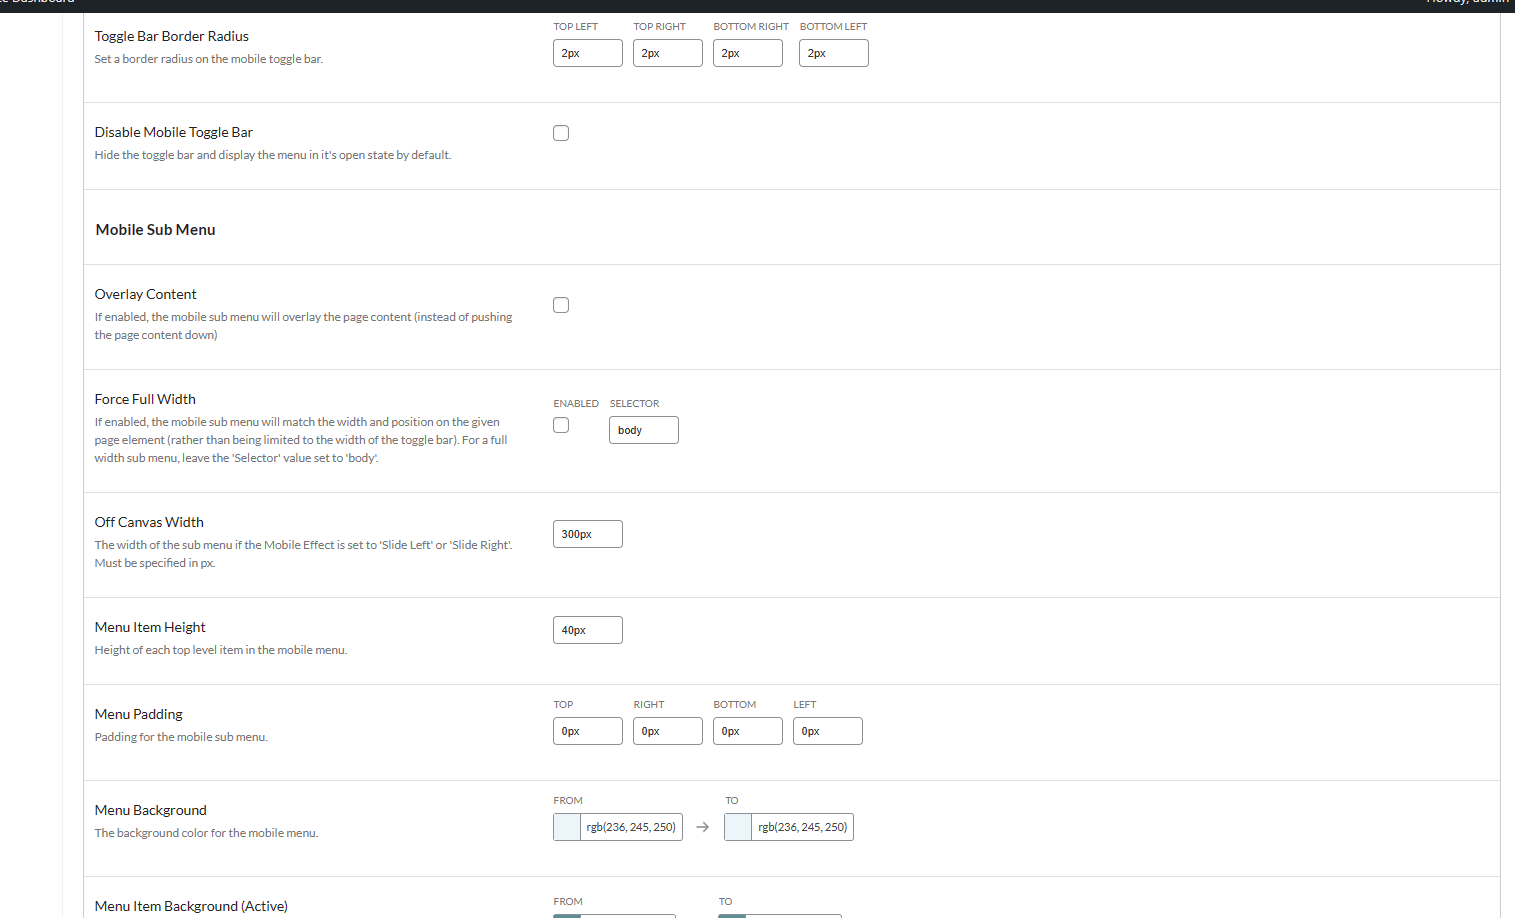 Toggle Bar Border Radius
Set a border radius on the mobile toggle bar.
TOP LEFT TOP RIGHT BOTTOM RIGHT BOTTOM LEFT
2px 2px 2px 2px
Disable Mobile Toggle Bar
Hide the toggle bar and display the menu in it's open state by default.
Mobile Sub Menu
Overlay Content
If enabled, the mobile sub menu will overlay the page content (instead of pushing
the page content down)
Force Full Width
If enabled, the mobile sub menu will match the width and position on the given
page element (rather than being limited to the width of the toggle bar). For a full
width sub menu, leave the 'Selector' value set to 'body'.
ENABLED SELECTOR
body
Off Canvas Width
The width of the sub menu if the Mobile Effect is set to 'Slide Left' or 'Slide Right'.
Must be specified in px.
300px
Menu Item Height
Height of each top level item in the mobile menu.
40px
Menu Padding
Padding for the mobile sub menu.
TOP RIGHT BOTTOM LEFT
0px 0px 0px 0px
Menu Background
The background color for the mobile menu.
FROM TO
rgb(236, 245, 250) → rgb(236, 245, 250)
Menu Item Background (Active)
FROM TO